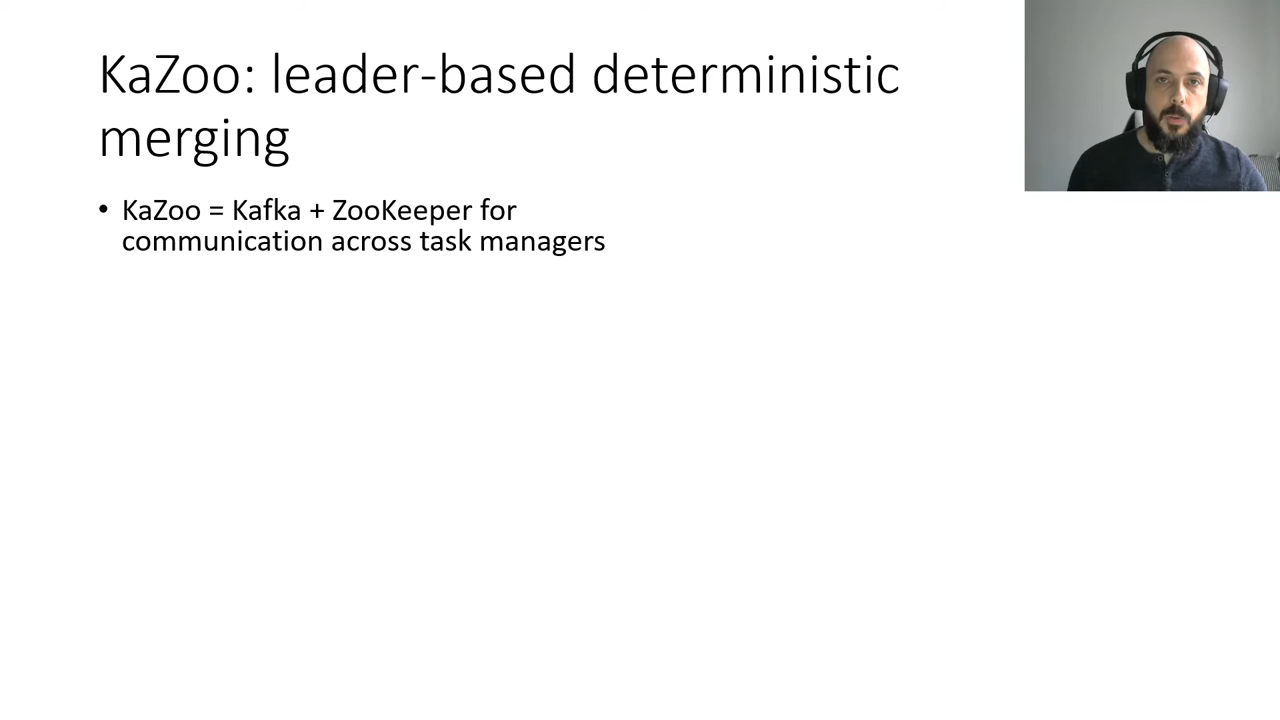 KaZoo: leader-based deterministic
merging
• KaZoo = Kafka + ZooKeeper for
communication across task managers